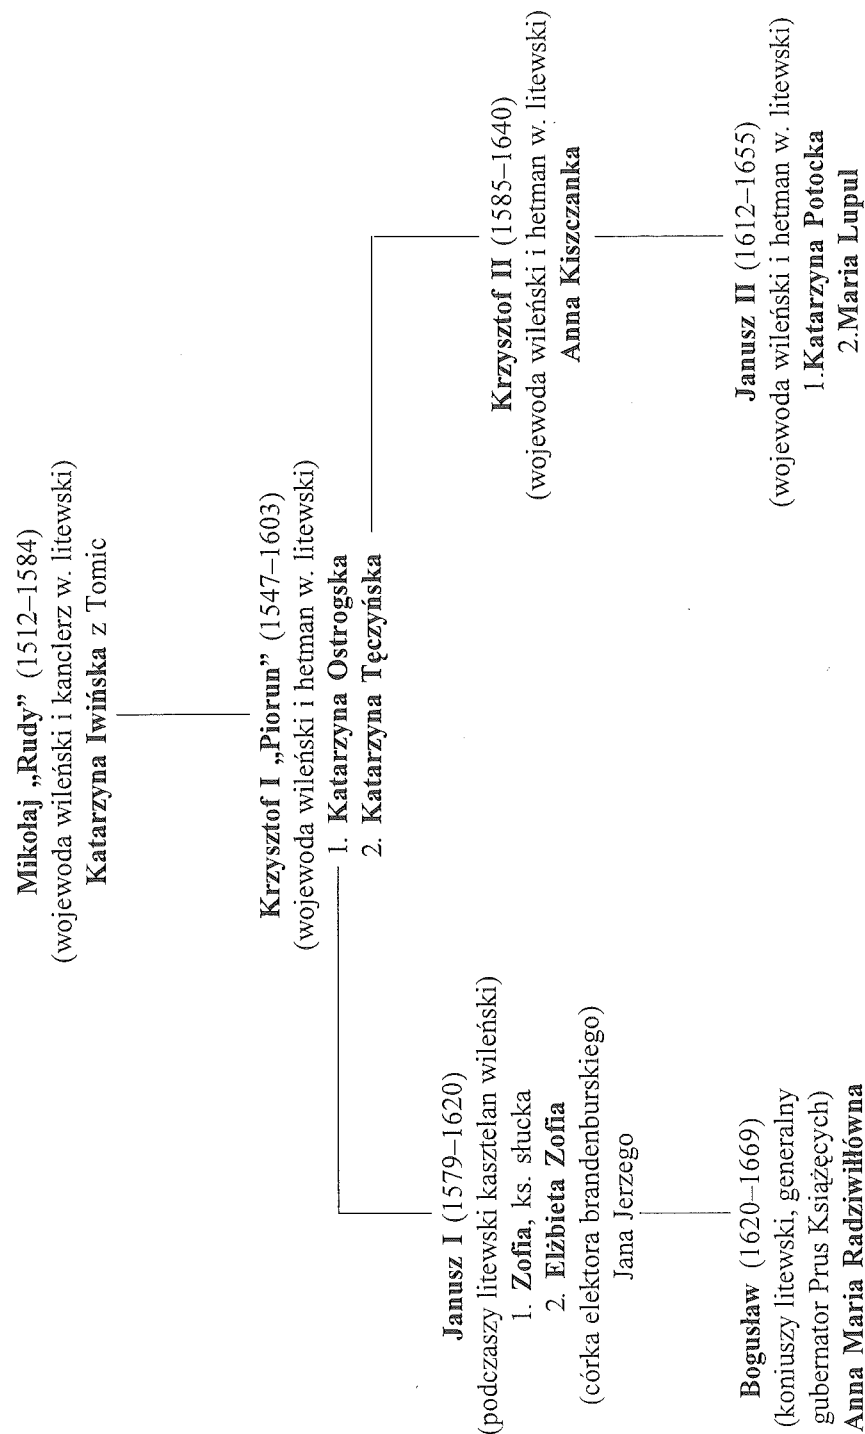 Mikołaj „Rudy” (1512–1584)
(wojewoda wileński i kanclerz w. litewski)
Katarzyna Iwińska z Tomic
Krzysztof I „Piorun” (1547–1603)
(wojewoda wileński i hetman w. litewski)
1. Katarzyna Ostrogska
2. Katarzyna Tęczyńska
Janusz I (1579–1620)
(podczaszy litewski kasztelan wileński)
1. Zofia, ks. słucka
2. Elżbieta Zofia
(córka elektora brandenburskiego)
Jana Jerzego
Krzysztof II (1585–1640)
(wojewoda wileński i hetman w. litewski)
Anna Kiszczanka
Bogusław (1620–1669)
(koniuszy litewski, generalny
gubernator Prus Książęcych)
Anna Maria Radziwiłłówna
Janusz II (1612–1655)
(wojewoda wileński i hetman w. litewski)
1.Katarzyna Potocka
2.Maria Lupul